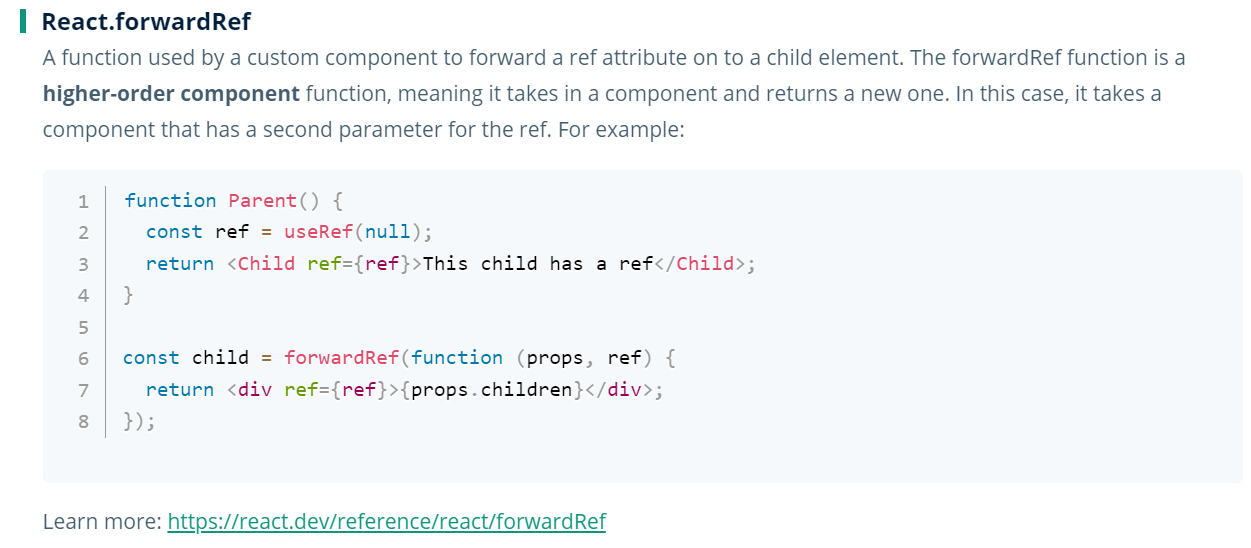 React.forwardRef
A function used by a custom component to forward a ref attribute on to a child element. The forwardRef function is a
higher-order component function, meaning it takes in a component and returns a new one. In this case, it takes a
component that has a second parameter for the ref. For example:
1 function Parent() {
2   const ref = useRef(null);
3   return <Child ref={ref}>This child has a ref</Child>;
4 }
5
6 const child = forwardRef(function (props, ref) {
7   return <div ref={ref}>{props.children}</div>;
8 });
Learn more: https://react.dev/reference/react/forwardRef